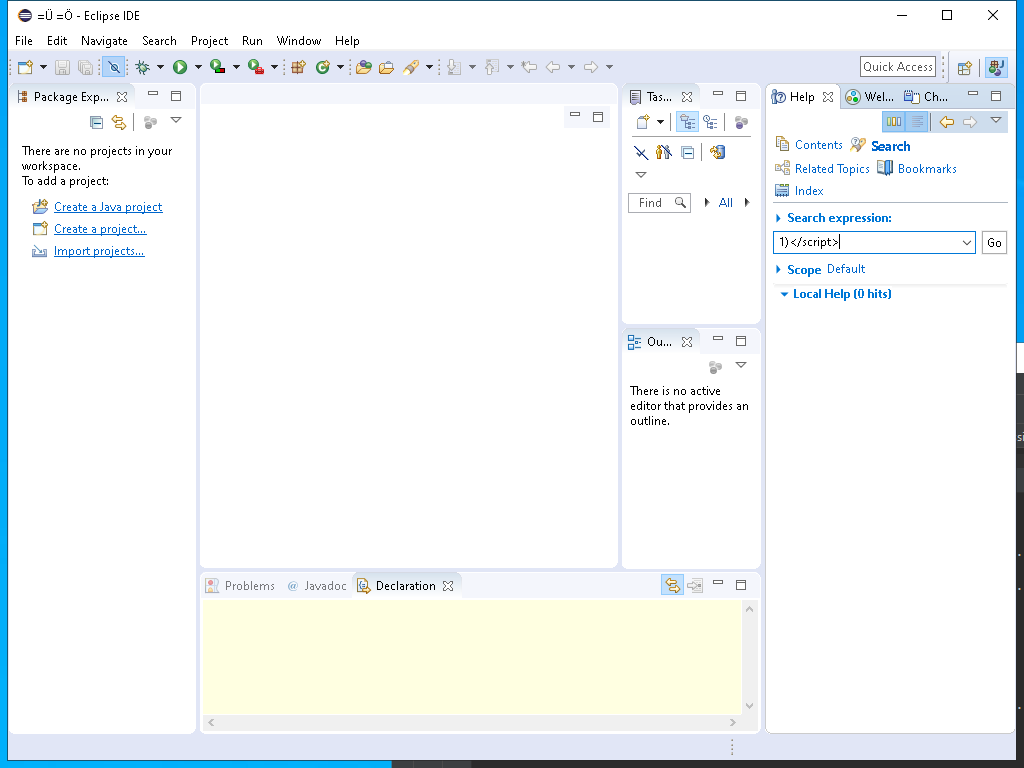 =Ü =Ö - Eclipse IDE
File Edit Navigate Search Project Run Window Help
Quick Access
Package Exp...
There are no projects in your
workspace.
To add a project:
Create a Java project
Create a project...
Import projects...
Tas...
Find
All
Ou...
There is no active
editor that provides an
outline.
Help Wel... Ch...
Contents Search
Related Topics Bookmarks
Index
Search expression:
1)</script>
Go
Scope Default
Local Help (0 hits)
Problems @ Javadoc Declaration